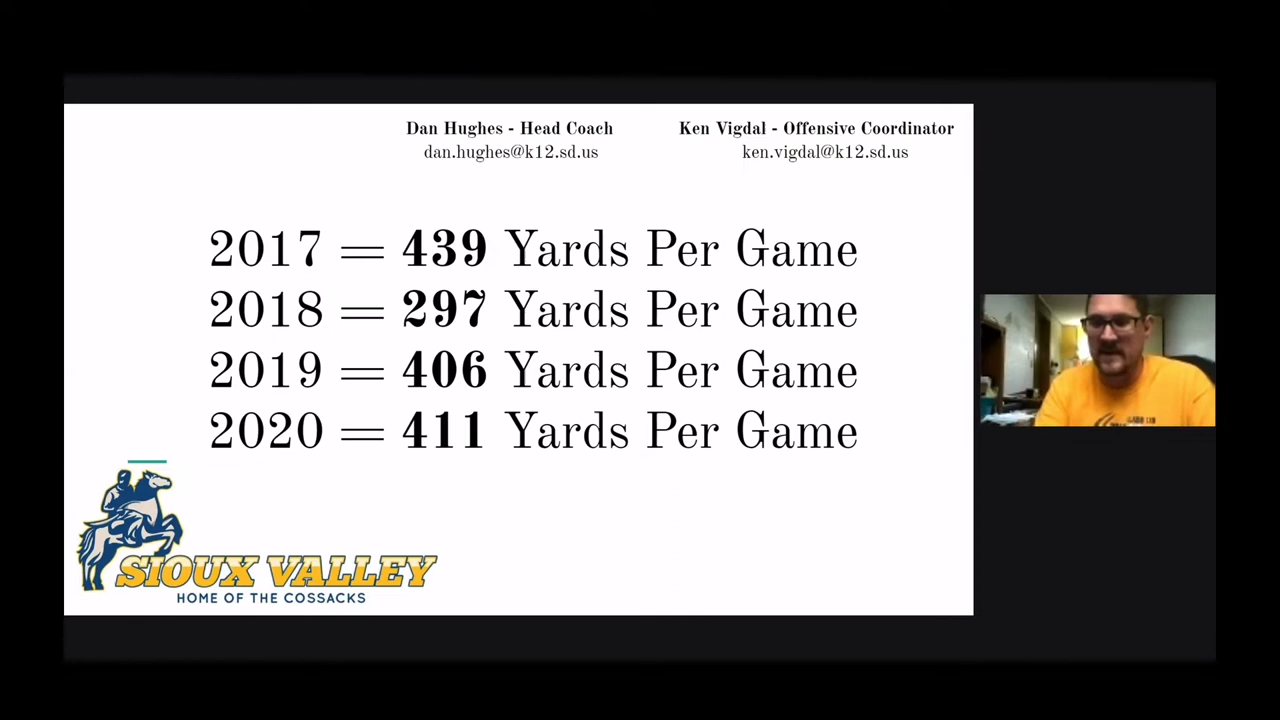 Dan Hughes - Head Coach
dan.hughes@k12.sd.us
Ken Vigdal - Offensive Coordinator
ken.vigdal@k12.sd.us
2017 = 439 Yards Per Game
2018 = 297 Yards Per Game
2019 = 406 Yards Per Game
2020 = 411 Yards Per Game
SIOUX VALLEY
HOME OF THE COSSACKS